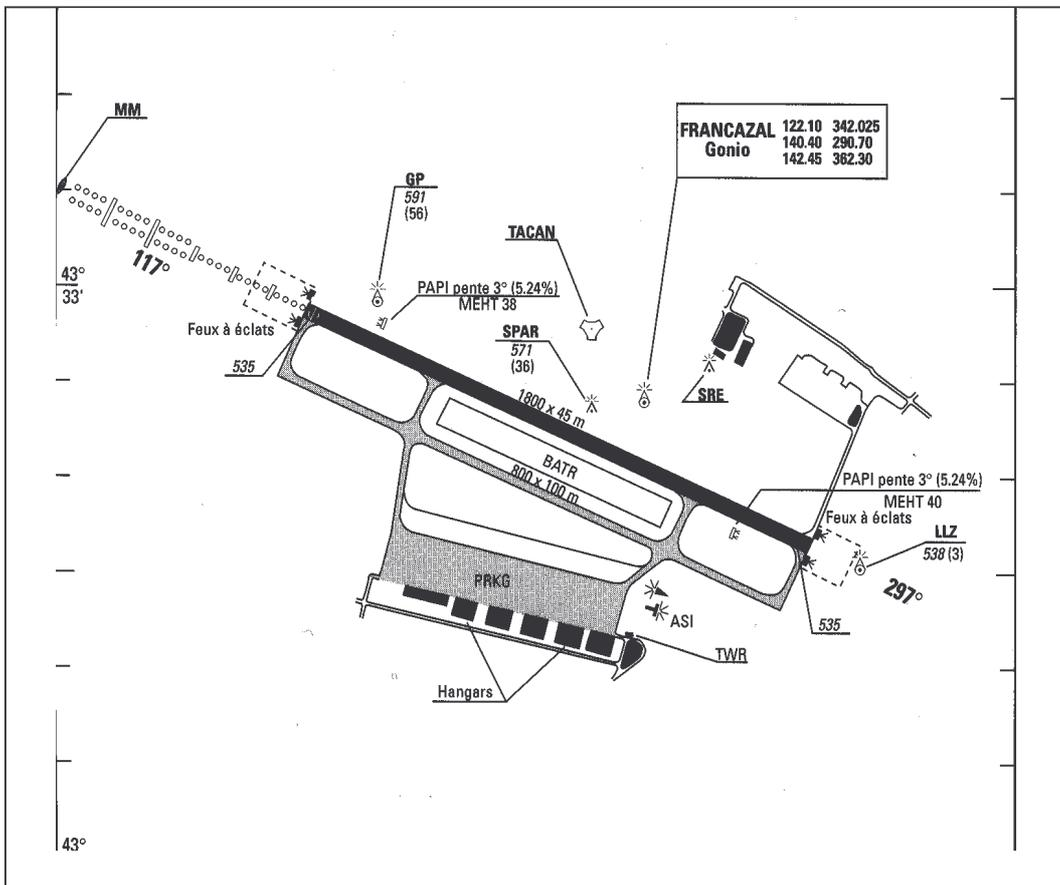 MM
FRANCAZAL 122.10 342.025
Gonio 140.40 290.70
142.45 362.30
GP
591
(56)
TACAN
117°
43°
33'
PAPI pente 3° (5.24%)
MEHT 38
Feux à éclats
SPAR
571
(36)
535
SRE
1800 x 45 m
BATR
800 x 100 m
PAPI pente 3° (5.24%)
MEHT 40
Feux à éclats
LLZ
538 (3)
297°
PRKG
ASI
535
TWR
Hangars
43°